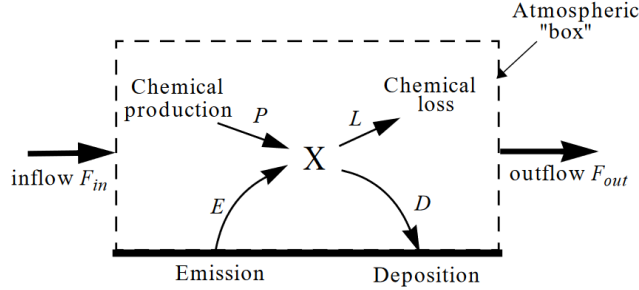 Atmospheric
"box"
Chemical
production
P
Chemical
loss
L
X
inflow F_in
outflow F_out
E
D
Emission
Deposition